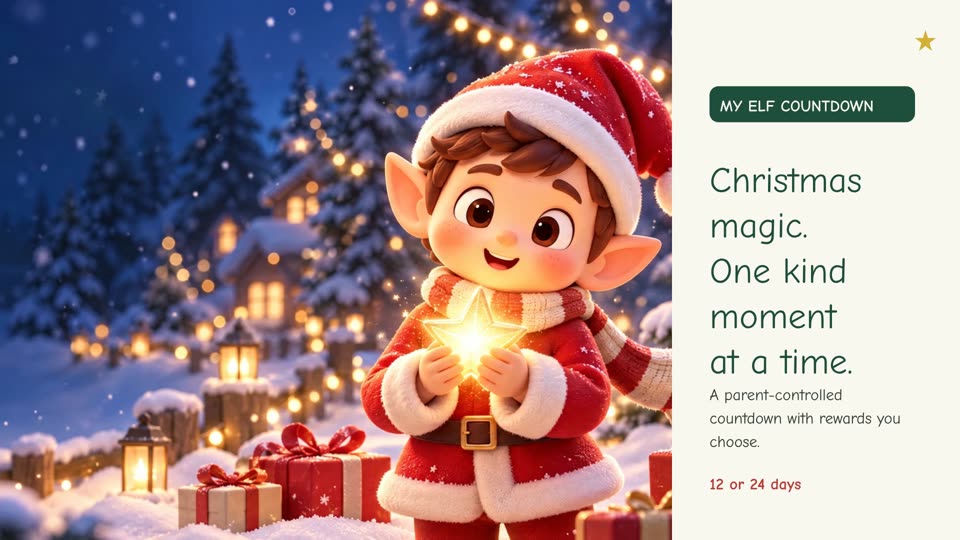 MY ELF COUNTDOWN
Christmas
magic.
One kind
moment
at a time.
A parent-controlled
countdown with rewards you
choose.
12 or 24 days